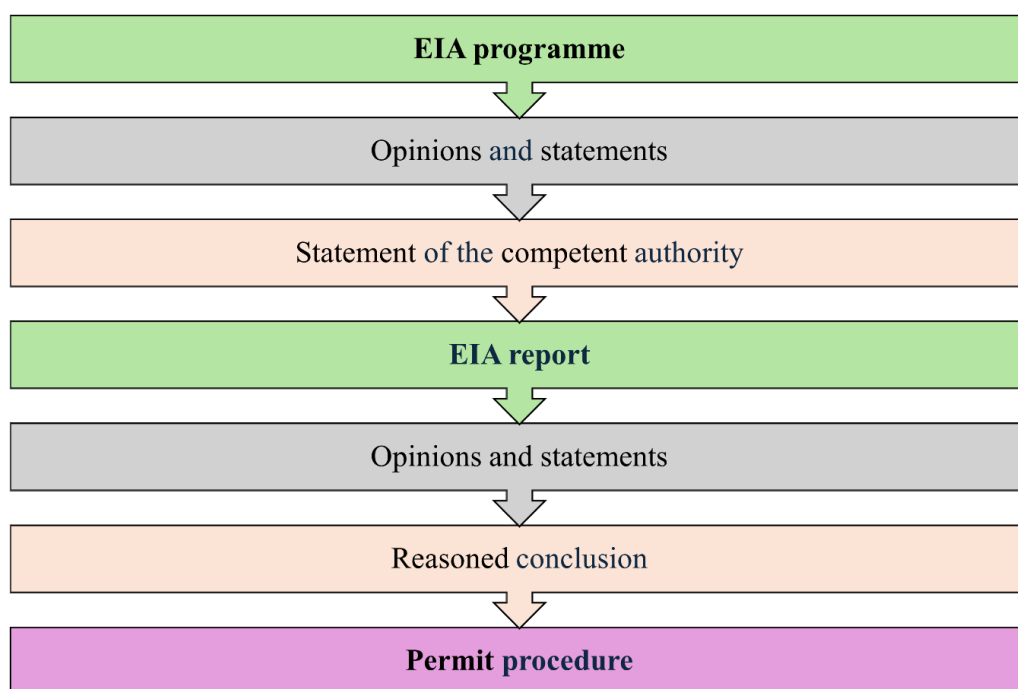 EIA programme
Opinions and statements
Statement of the competent authority
EIA report
Opinions and statements
Reasoned conclusion
Permit procedure